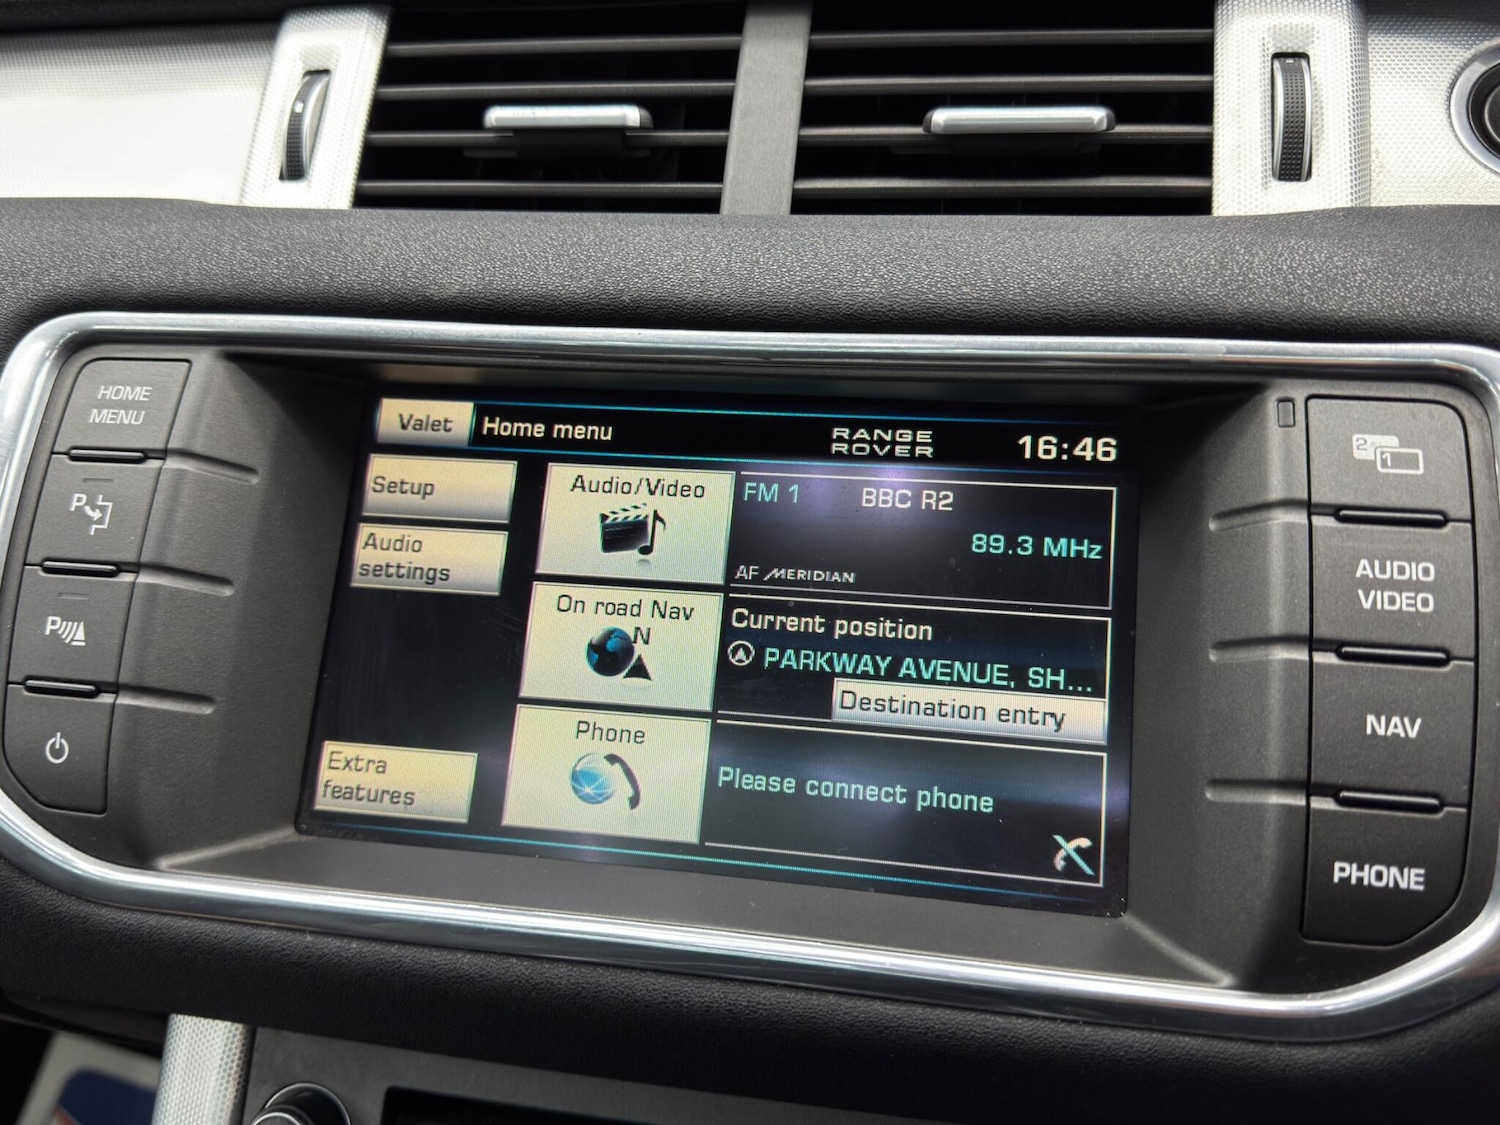 HOME
MENU
P
P
Valet
Home menu
RANGE
ROVER
16:46
Setup
Audio
settings
Extra
features
Audio/Video
On road Nav
N
Phone
FM 1
BBC R2
89.3 MHz
AF MERIDIAN
Current position
PARKWAY AVENUE, SH...
Destination entry
Please connect phone
2
1
AUDIO
VIDEO
NAV
PHONE